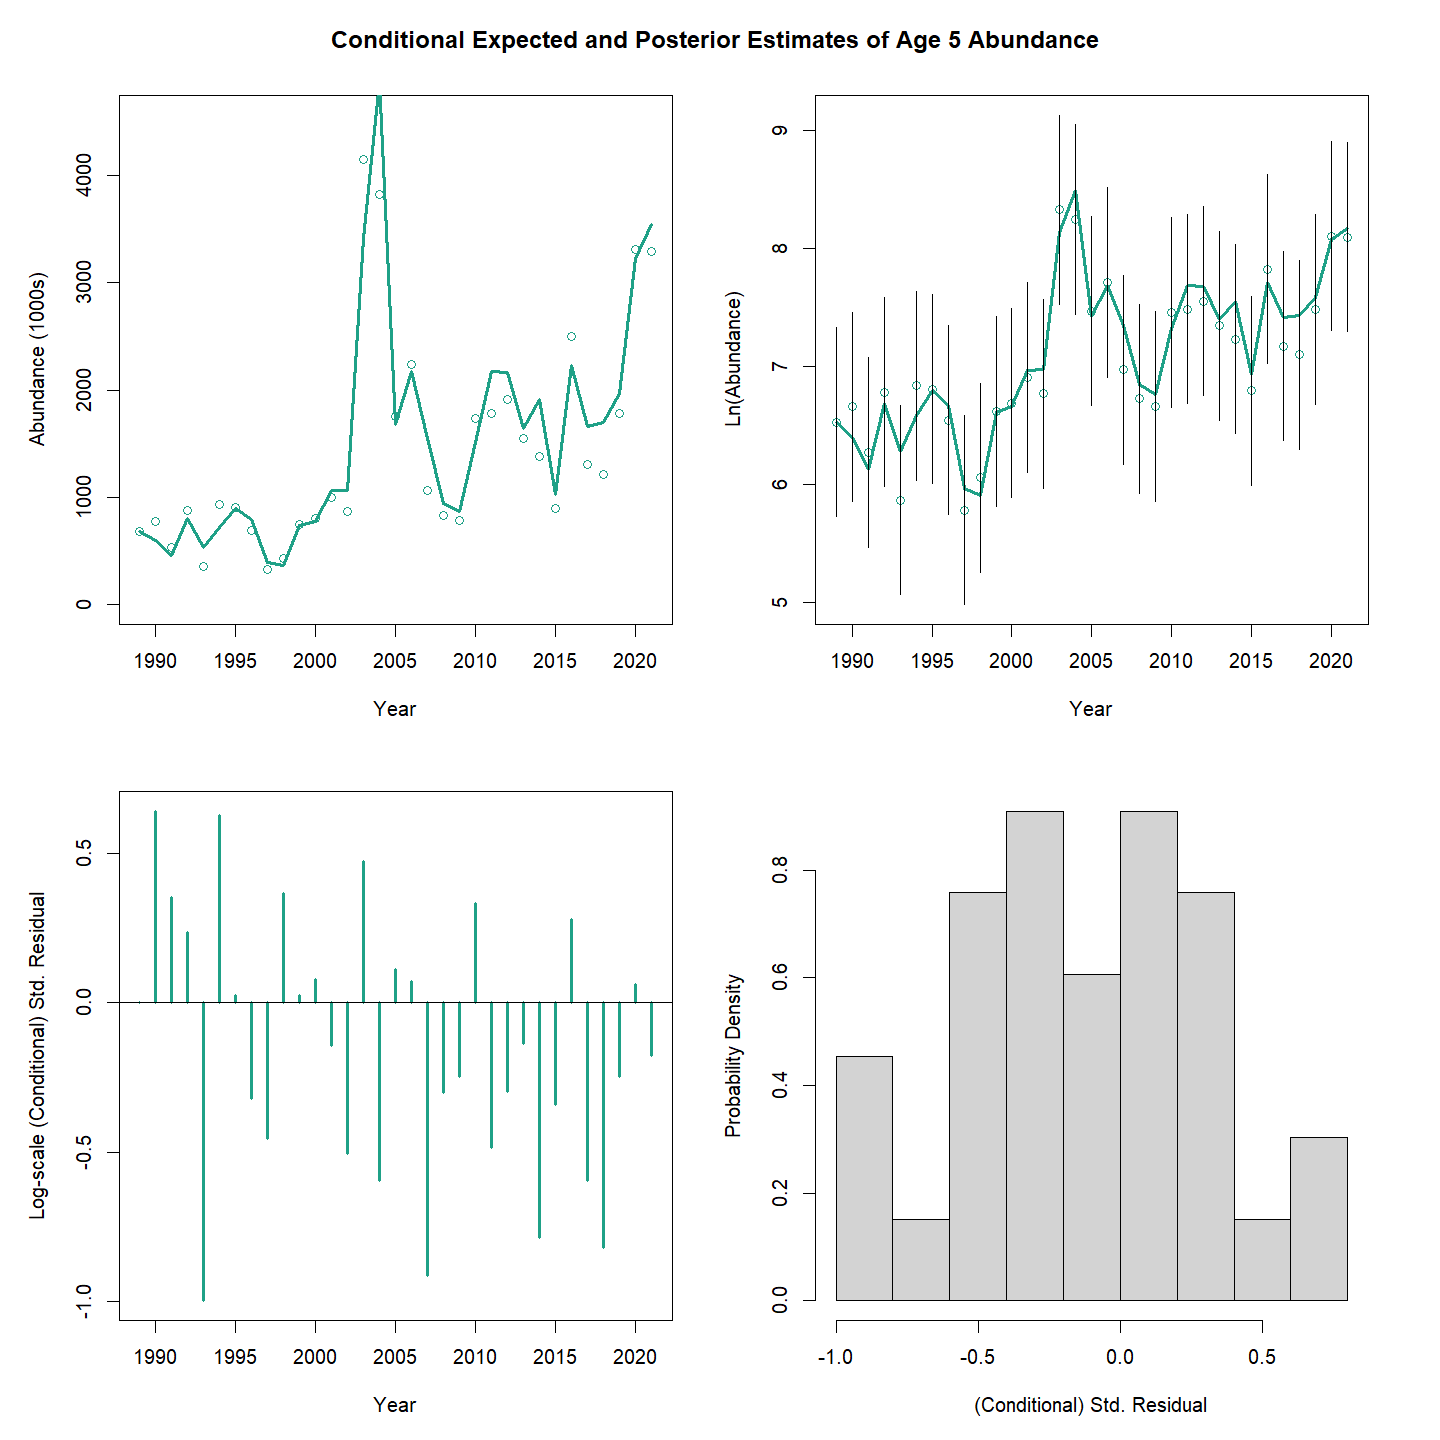 Conditional Expected and Posterior Estimates of Age 5 Abundance
Abundance (1000s)
4000
3000
2000
1000
0
1990 1995 2000 2005 2010 2015 2020
Year
Ln(Abundance)
9
8
7
6
5
1990 1995 2000 2005 2010 2015 2020
Year
Log-scale (Conditional) Std. Residual
0.5
0.0
-0.5
-1.0
1990 1995 2000 2005 2010 2015 2020
Year
Probability Density
0.8
0.6
0.4
0.2
0.0
-1.0 -0.5 0.0 0.5
(Conditional) Std. Residual